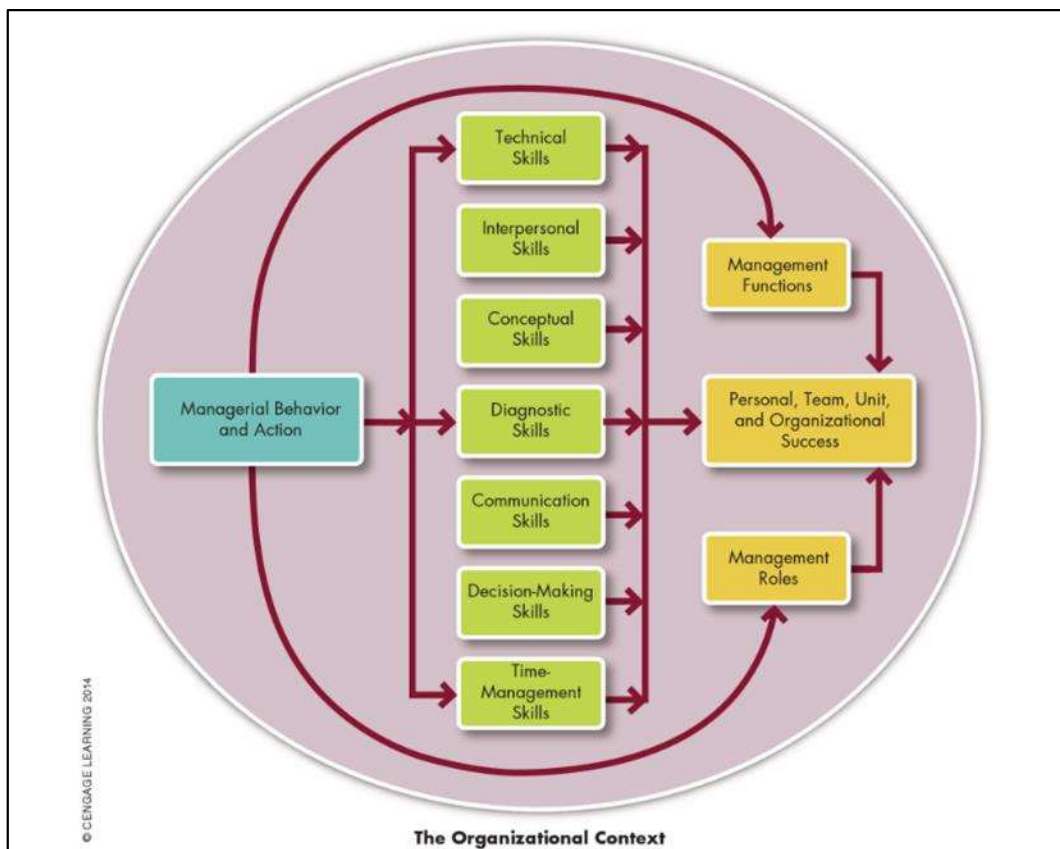 Technical
Skills
Interpersonal
Skills
Conceptual
Skills
Management
Functions
Managerial Behavior
and Action
Diagnostic
Skills
Personal, Team, Unit,
and Organizational
Success
Communication
Skills
Management
Roles
Decision-Making
Skills
Time-
Management
Skills
© CENGAGE LEARNING 2014
The Organizational Context